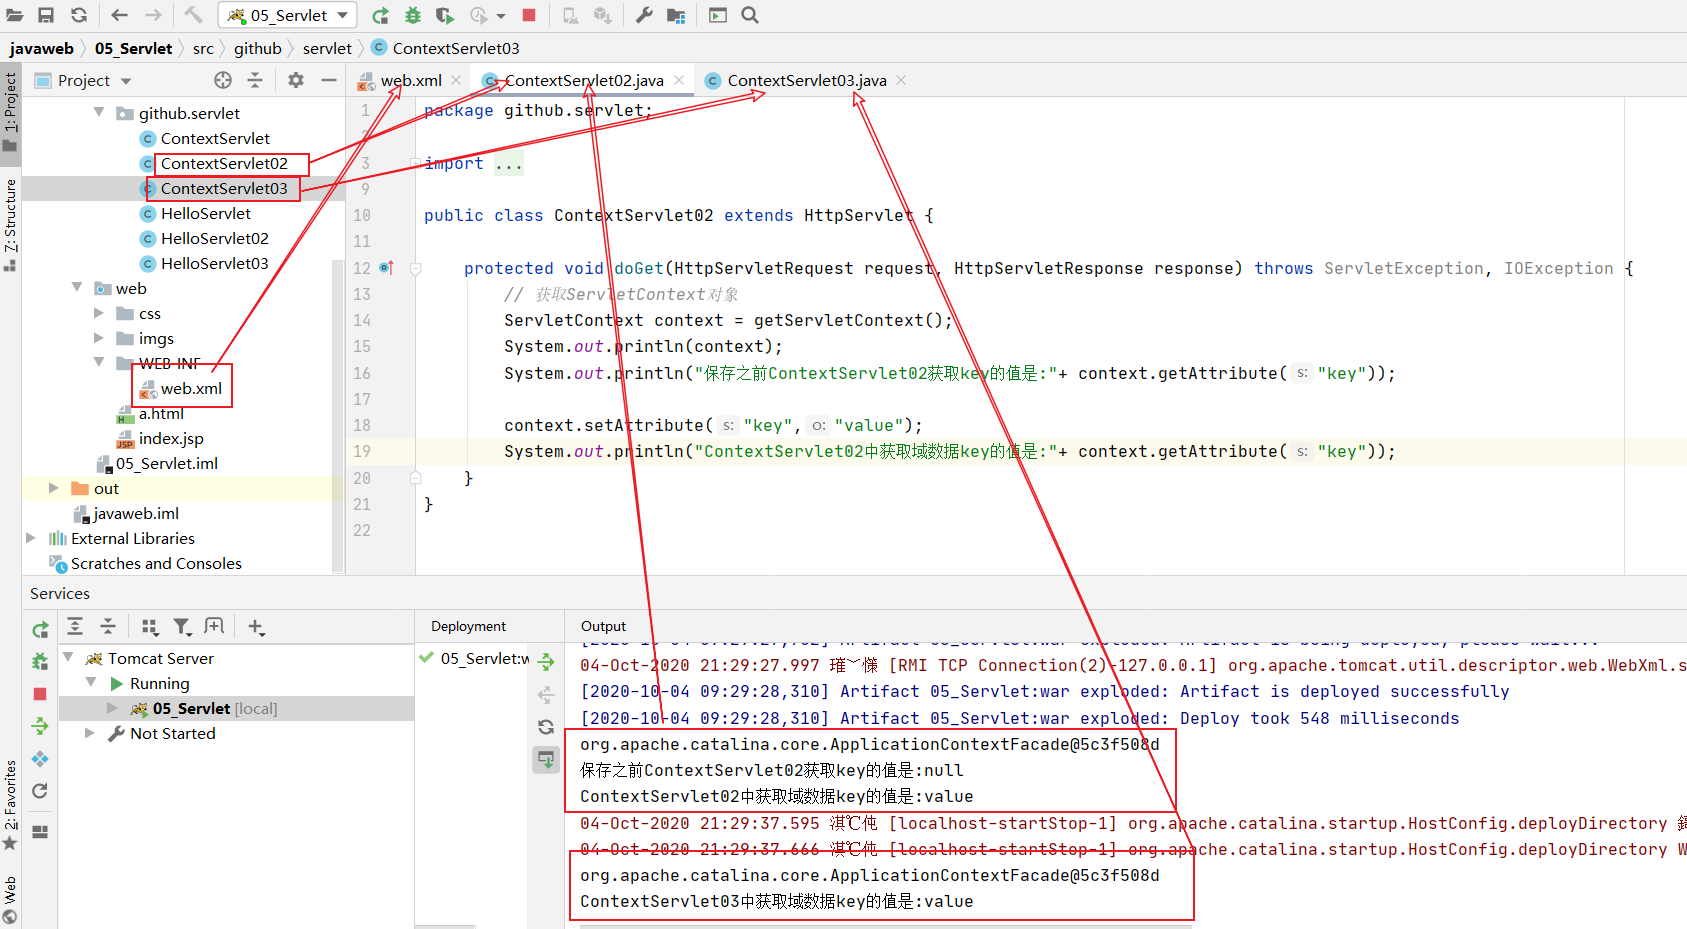 05_Servlet
javaweb 05_Servlet src github servlet ContextServlet03
Project
web.xml ContextServlet02.java ContextServlet03.java
1: Project
7: Structure
2: Favorites
Web
github.servlet
ContextServlet
ContextServlet02
ContextServlet03
HelloServlet
HelloServlet02
HelloServlet03
web
css
imgs
WEB-INF
web.xml
a.html
index.jsp
05_Servlet.iml
out
javaweb.iml
External Libraries
Scratches and Consoles
1 package github.servlet;
2
3 import ...
9
10 public class ContextServlet02 extends HttpServlet {
11
12 protected void doGet(HttpServletRequest request, HttpServletResponse response) throws ServletException, IOException {
13 // 获取ServletContext对象
14 ServletContext context = getServletContext();
15 System.out.println(context);
16 System.out.println("保存之前ContextServlet02获取key的值是:"+ context.getAttribute( s: "key"));
17
18 context.setAttribute( s: "key", o: "value");
19 System.out.println("ContextServlet02中获取域数据key的值是:"+ context.getAttribute( s: "key"));
20 }
21 }
22
Services
Tomcat Server
Running
05_Servlet [local]
Not Started
Deployment
05_Servlet:w
Output
04-Oct-2020 21:29:27.997 [RMI TCP Connection(2)-127.0.0.1] org.apache.tomcat.util.descriptor.web.WebXml.s
[2020-10-04 09:29:28,310] Artifact 05_Servlet:war exploded: Artifact is deployed successfully
[2020-10-04 09:29:28,310] Artifact 05_Servlet:war exploded: Deploy took 548 milliseconds
org.apache.catalina.core.ApplicationContextFacade@5c3f508d
保存之前ContextServlet02获取key的值是:null
ContextServlet02中获取域数据key的值是:value
04-Oct-2020 21:29:37.595 淇℃伅 [localhost-startStop-1] org.apache.catalina.startup.HostConfig.deployDirectory
04-Oct-2020 21:29:37.666 淇℃伅 [localhost-startStop-1] org.apache.catalina.startup.HostConfig.deployDirectory W
org.apache.catalina.core.ApplicationContextFacade@5c3f508d
ContextServlet03中获取域数据key的值是:value